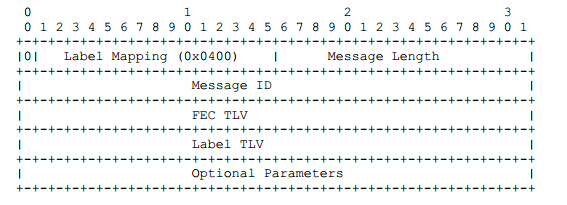 0 1 2 3
0 1 2 3 4 5 6 7 8 9 0 1 2 3 4 5 6 7 8 9 0 1 2 3 4 5 6 7 8 9 0 1
+-+-+-+-+-+-+-+-+-+-+-+-+-+-+-+-+-+-+-+-+-+-+-+-+-+-+-+-+-+-+-+-+
|0| Label Mapping (0x0400) | Message Length |
+-+-+-+-+-+-+-+-+-+-+-+-+-+-+-+-+-+-+-+-+-+-+-+-+-+-+-+-+-+-+-+-+
| Message ID |
+-+-+-+-+-+-+-+-+-+-+-+-+-+-+-+-+-+-+-+-+-+-+-+-+-+-+-+-+-+-+-+-+
| FEC TLV |
+-+-+-+-+-+-+-+-+-+-+-+-+-+-+-+-+-+-+-+-+-+-+-+-+-+-+-+-+-+-+-+-+
| Label TLV |
+-+-+-+-+-+-+-+-+-+-+-+-+-+-+-+-+-+-+-+-+-+-+-+-+-+-+-+-+-+-+-+-+
| Optional Parameters |
+-+-+-+-+-+-+-+-+-+-+-+-+-+-+-+-+-+-+-+-+-+-+-+-+-+-+-+-+-+-+-+-+